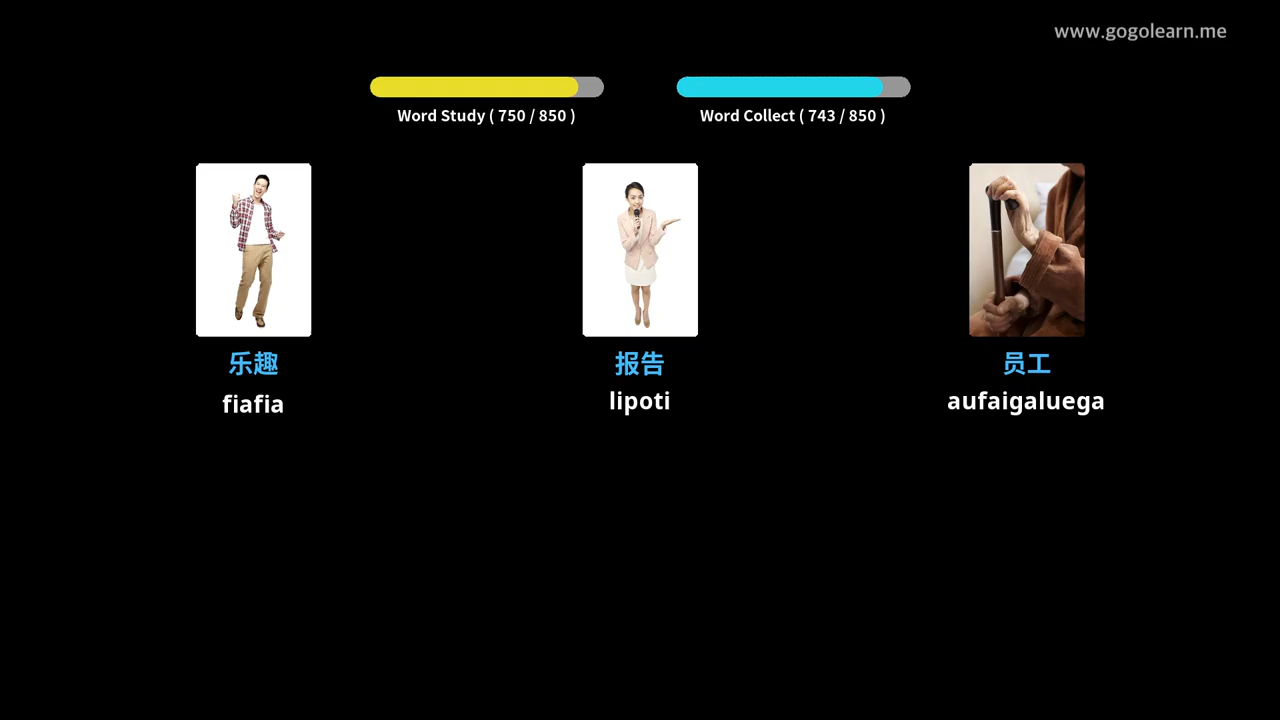 www.gogolearn.me
Word Study ( 750 / 850 )
Word Collect ( 743 / 850 )
乐趣
报告
员工
fiafia
lipoti
aufaigaluega